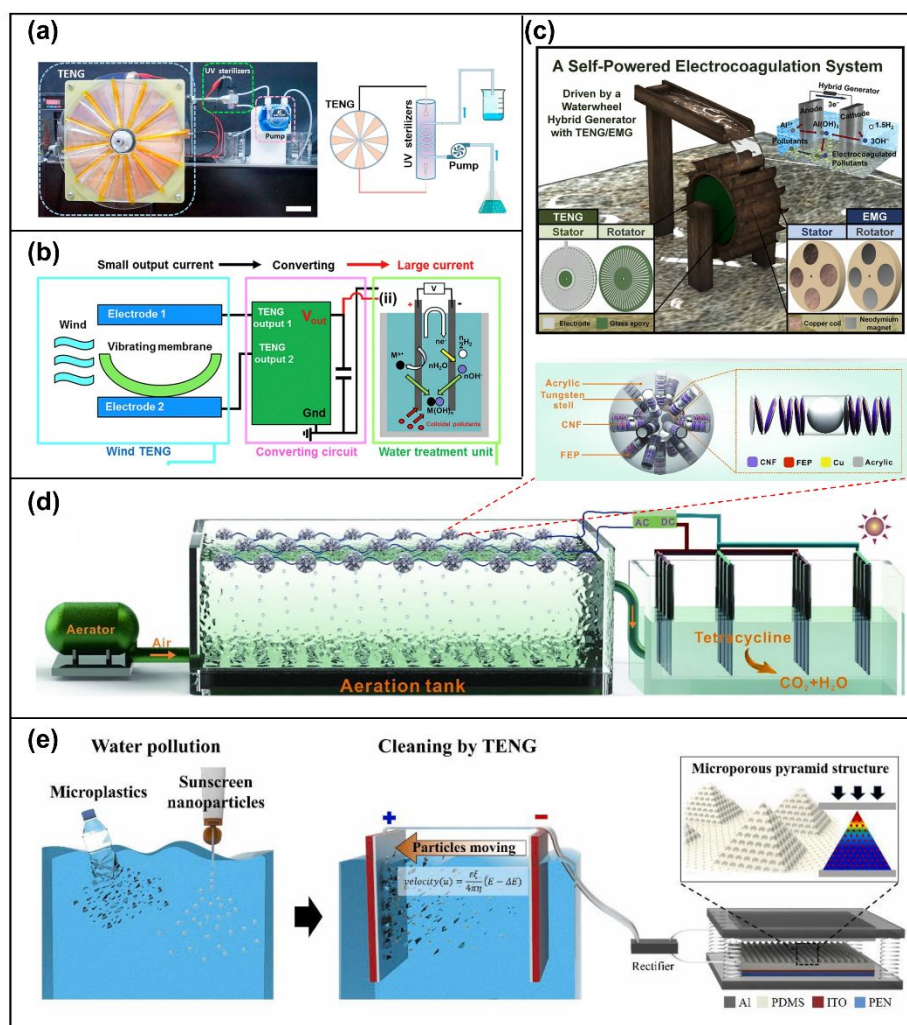 (a)
TENG
UV sterilizers
Pump
TENG
UV sterilizers
Pump
(b)
Small output current
Converting
Large current
Wind
Electrode 1
Vibrating membrane
Electrode 2
Wind TENG
TENG
output 1
Vout
TENG
output 2
Gnd
Converting circuit
(ii)
V
+
-
ne-
nH2O
nOH-
M(OH)n
Colloidal pollutants
Water treatment unit
(c)
A Self-Powered Electrocoagulation System
Driven by a
Waterwheel
Hybrid Generator
with TENG/EMG
Hybrid Generator
3e-
Anode
Cathode
Al3+
Al(OH)3
1.5H2
3OH-
Pollutants
Electrocoagulated
Pollutants
TENG
Stator
Rotator
Electrode
Glass epoxy
EMG
Stator
Rotator
Copper coil
Neodymium
magnet
Acrylic
Tungsten
stell
CNF
FEP
CNF
FEP
Cu
Acrylic
(d)
Aerator
Air
Aeration tank
AC DC
Tetracycline
CO2+H2O
(e)
Water pollution
Microplastics
Sunscreen
nanoparticles
Cleaning by TENG
+
-
Particles moving
velocity(u) = εξ/4πη (E − ΔE)
Rectifier
Microporous pyramid structure
Al
PDMS
ITO
PEN